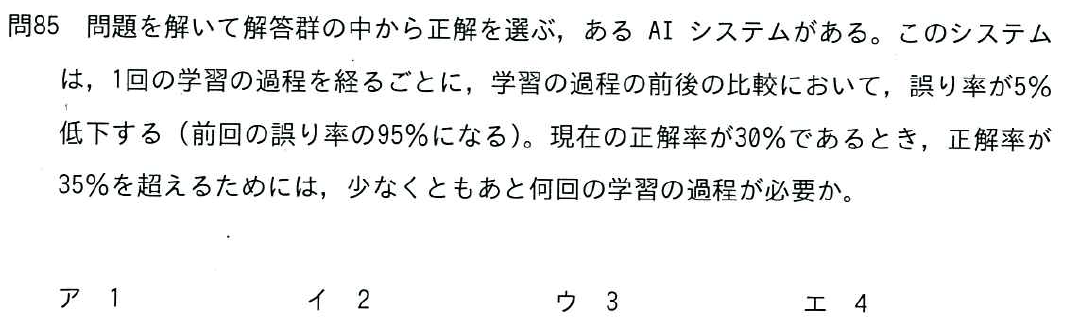 問85　問題を解いて解答群の中から正解を選ぶ，ある AI システムがある。このシステム
は，1回の学習の過程を経るごとに，学習の過程の前後の比較において，誤り率が5%
低下する（前回の誤り率の95%になる）。現在の正解率が30%であるとき，正解率が
35%を超えるためには，少なくともあと何回の学習の過程が必要か。
ア　1　イ　2　ウ　3　エ　4